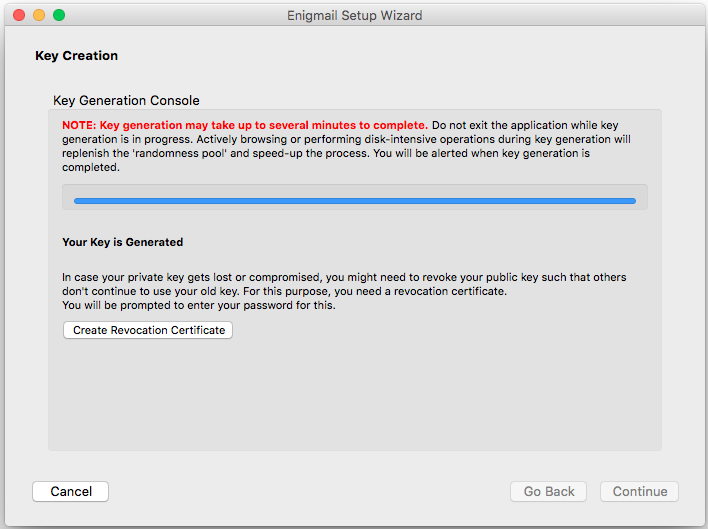 Enigmail Setup Wizard
Key Creation
Key Generation Console
NOTE: Key generation may take up to several minutes to complete. Do not exit the application while key
generation is in progress. Actively browsing or performing disk-intensive operations during key generation will
replenish the 'randomness pool' and speed-up the process. You will be alerted when key generation is
completed.
Your Key is Generated
In case your private key gets lost or compromised, you might need to revoke your public key such that others
don't continue to use your old key. For this purpose, you need a revocation certificate.
You will be prompted to enter your password for this.
Create Revocation Certificate
Cancel
Go Back
Continue